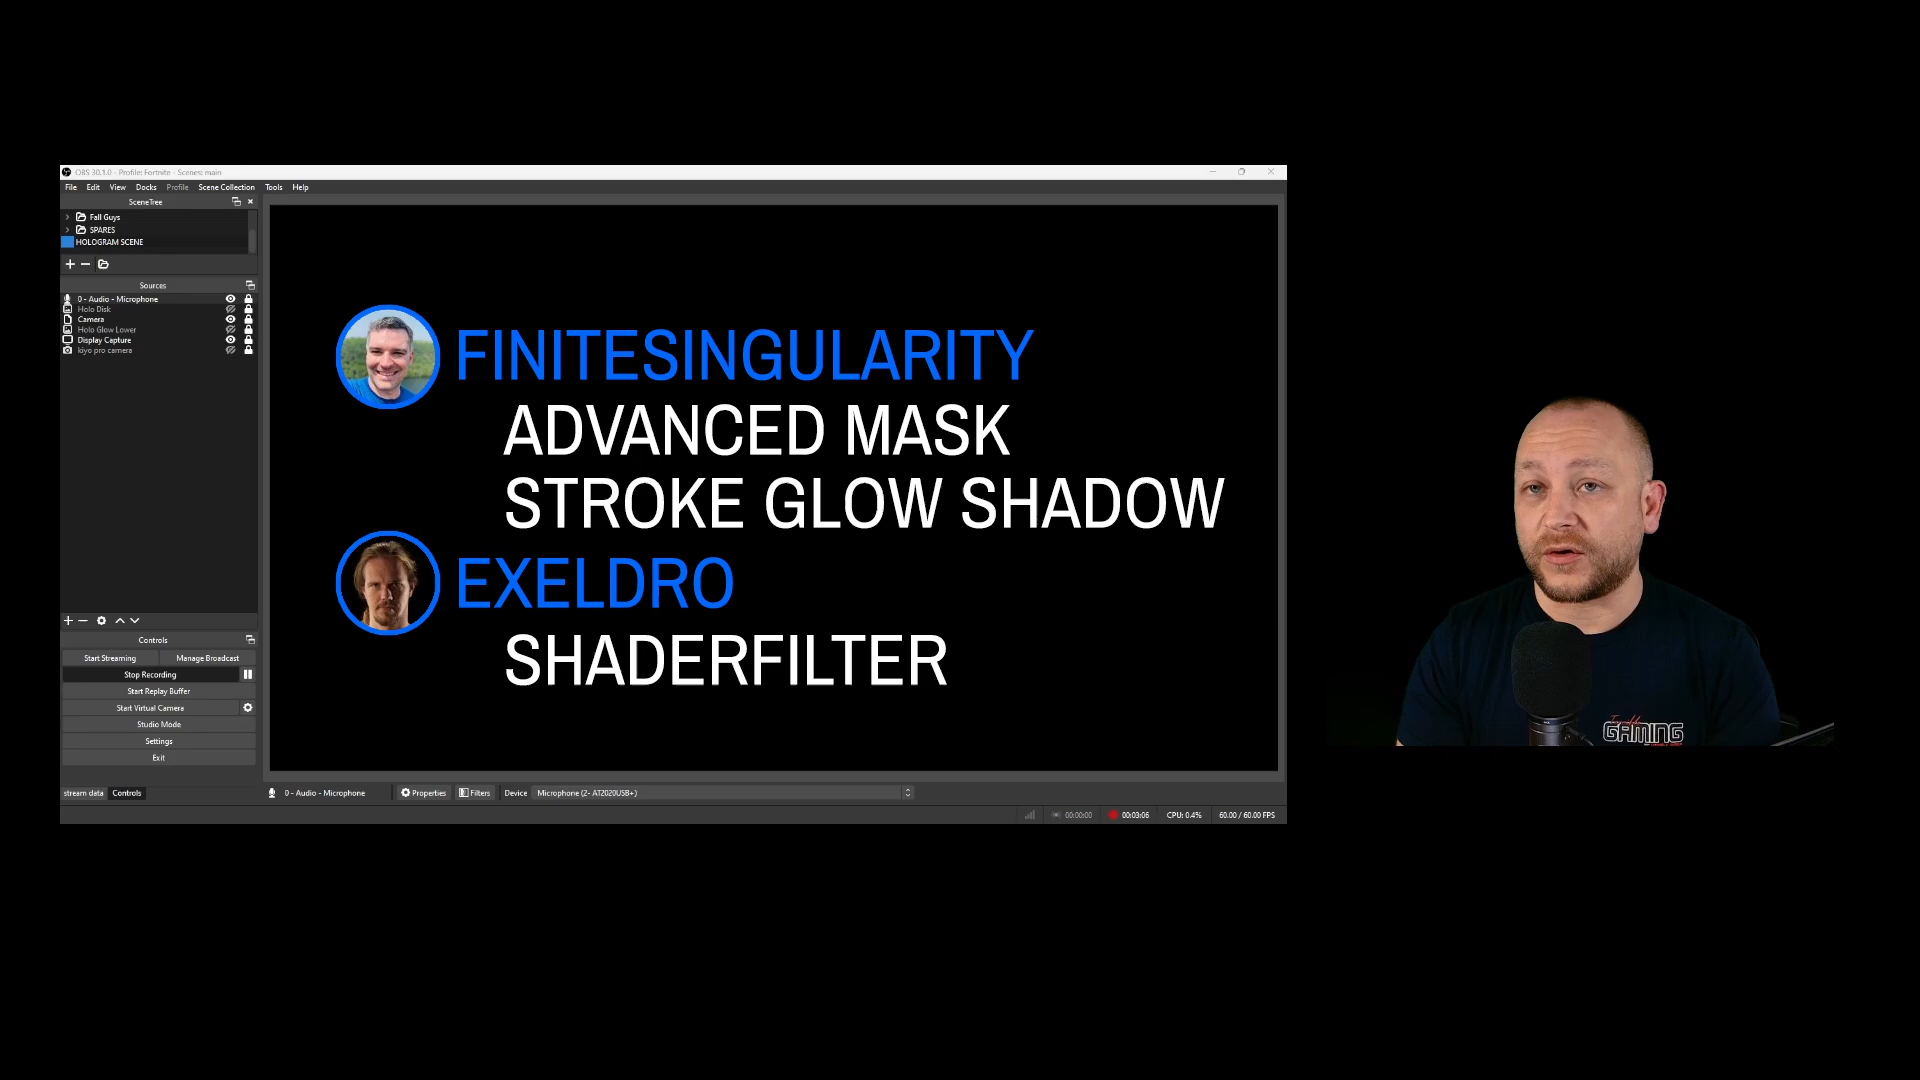 OBS 30.1.0 - Profile: Fortnite - Scenes: main
File Edit View Docks Profile Scene Collection Tools Help
SceneTree
Fall Guys
SPARES
HOLOGRAM SCENE
Sources
0 - Audio - Microphone
Holo Disk
Camera
Holo Glow Lower
Display Capture
kiyo pro camera
FINITESINGULARITY
ADVANCED MASK
STROKE GLOW SHADOW
EXELDRO
SHADERFILTER
Controls
Start Streaming Manage Broadcast
Stop Recording
Start Replay Buffer
Start Virtual Camera
Studio Mode
Settings
Exit
stream data Controls
0 - Audio - Microphone Properties Filters Device Microphone (2- AT2020USB+)
00:00:00 00:03:06 CPU: 0.4% 60.00 / 60.00 FPS
GAMING